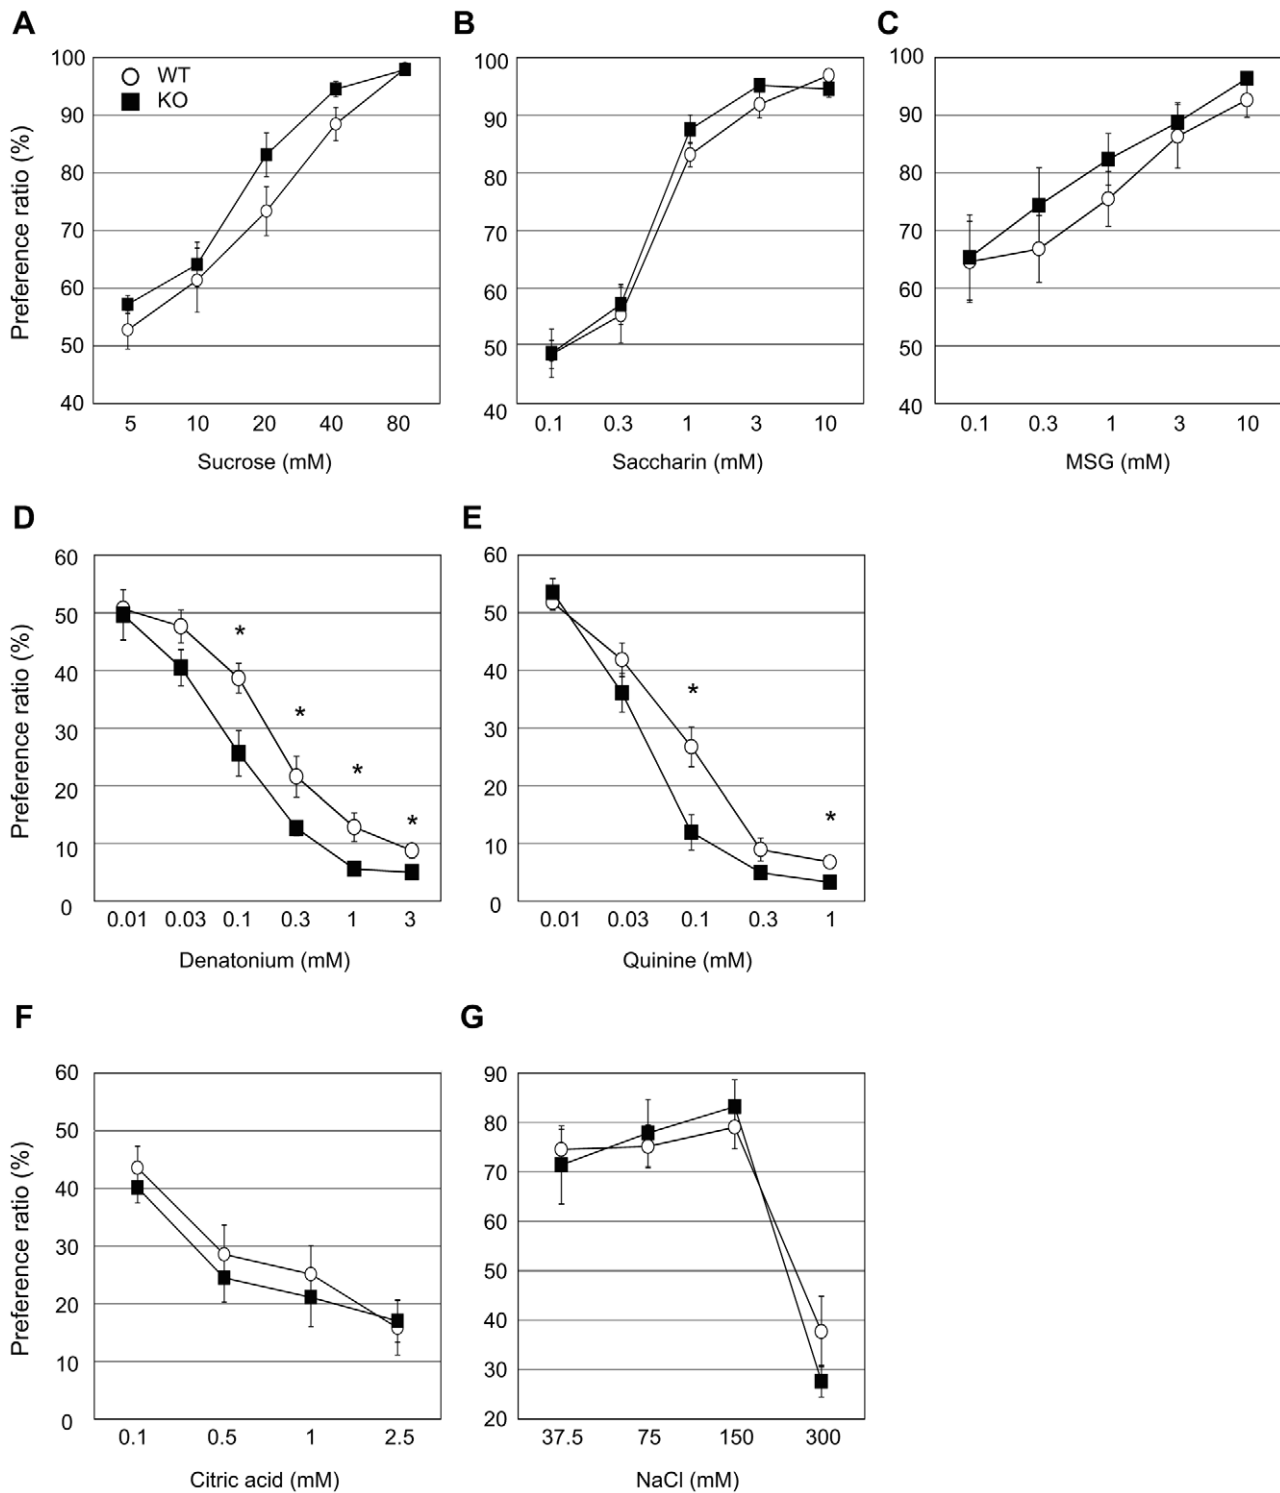 A
B
C
Preference ratio (%)
100
90
80
70
60
50
40
WT
KO
5 10 20 40 80
Sucrose (mM)
100
90
80
70
60
50
40
0.1 0.3 1 3 10
Saccharin (mM)
100
90
80
70
60
50
40
0.1 0.3 1 3 10
MSG (mM)
D
E
Preference ratio (%)
60
50
40
30
20
10
0
*
*
*
*
0.01 0.03 0.1 0.3 1 3
Denatonium (mM)
60
50
40
30
20
10
0
*
*
0.01 0.03 0.1 0.3 1
Quinine (mM)
F
G
Preference ratio (%)
60
50
40
30
20
10
0
0.1 0.5 1 2.5
Citric acid (mM)
90
80
70
60
50
40
30
20
37.5 75 150 300
NaCl (mM)